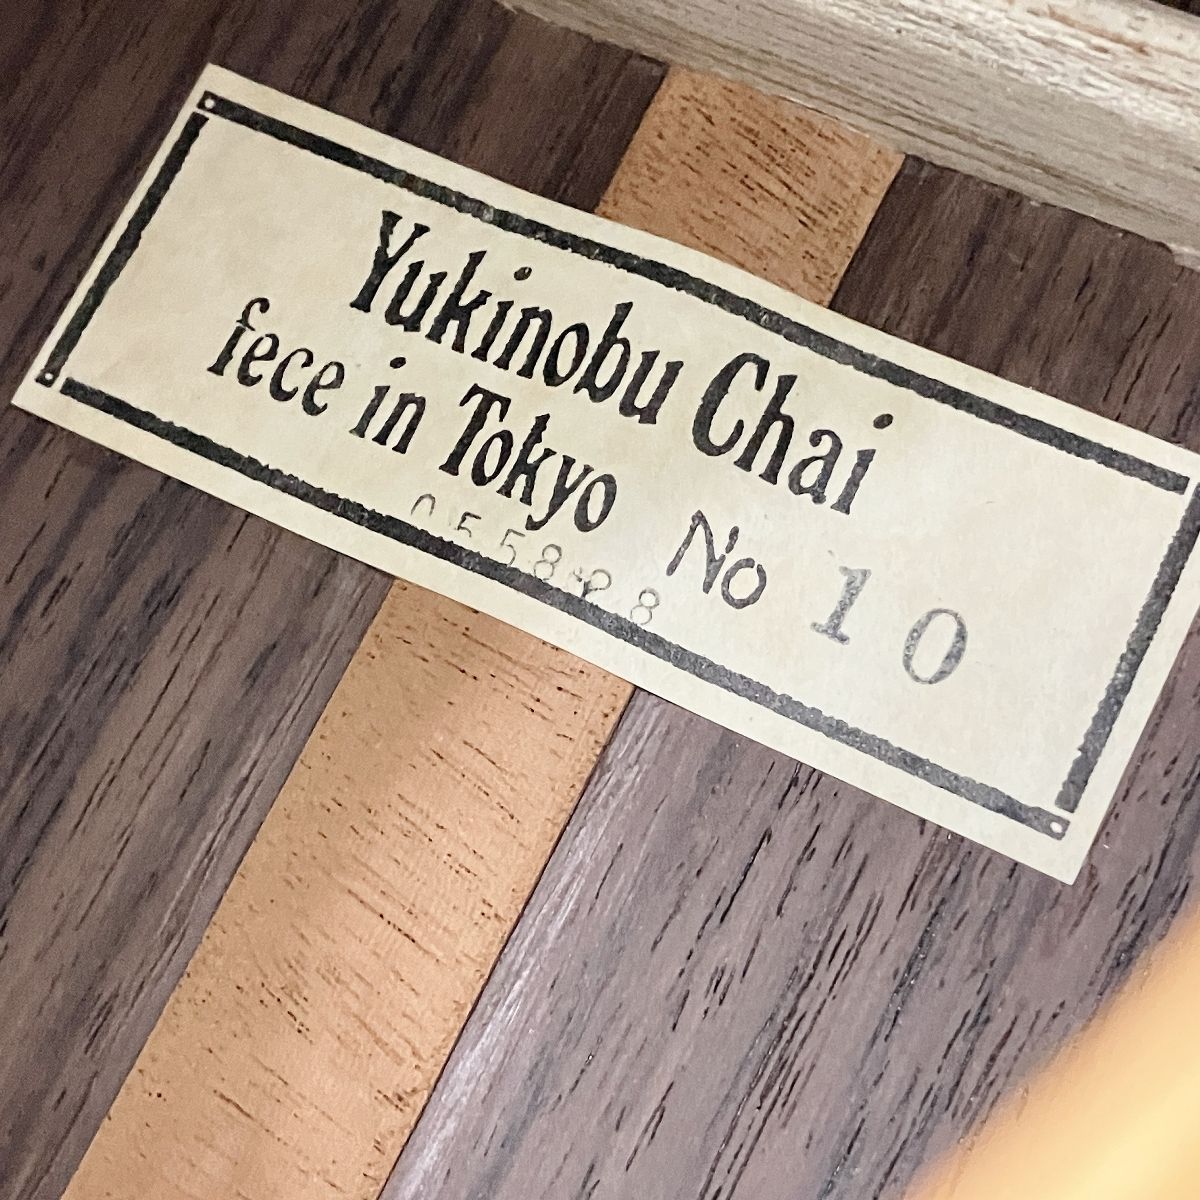 Yukinobu Chai
fece in Tokyo
No 10